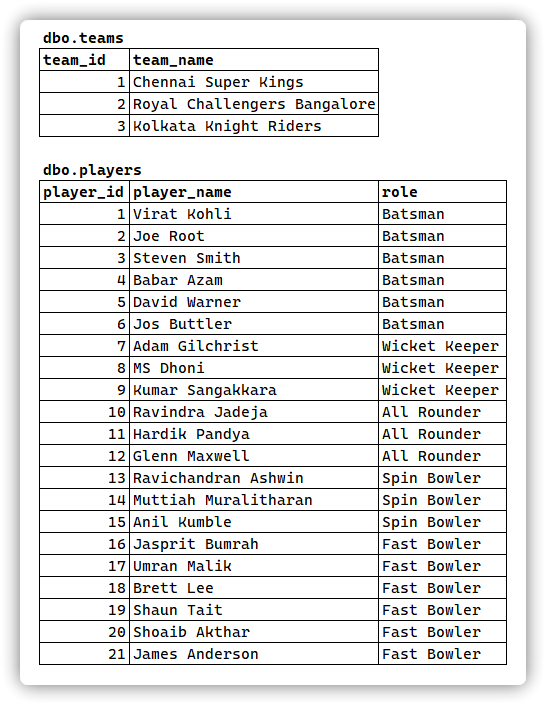 dbo.teams
team_id team_name
1 Chennai Super Kings
2 Royal Challengers Bangalore
3 Kolkata Knight Riders
dbo.players
player_id player_name role
1 Virat Kohli Batsman
2 Joe Root Batsman
3 Steven Smith Batsman
4 Babar Azam Batsman
5 David Warner Batsman
6 Jos Buttler Batsman
7 Adam Gilchrist Wicket Keeper
8 MS Dhoni Wicket Keeper
9 Kumar Sangakkara Wicket Keeper
10 Ravindra Jadeja All Rounder
11 Hardik Pandya All Rounder
12 Glenn Maxwell All Rounder
13 Ravichandran Ashwin Spin Bowler
14 Muttiah Muralitharan Spin Bowler
15 Anil Kumble Spin Bowler
16 Jasprit Bumrah Fast Bowler
17 Umran Malik Fast Bowler
18 Brett Lee Fast Bowler
19 Shaun Tait Fast Bowler
20 Shoaib Akthar Fast Bowler
21 James Anderson Fast Bowler